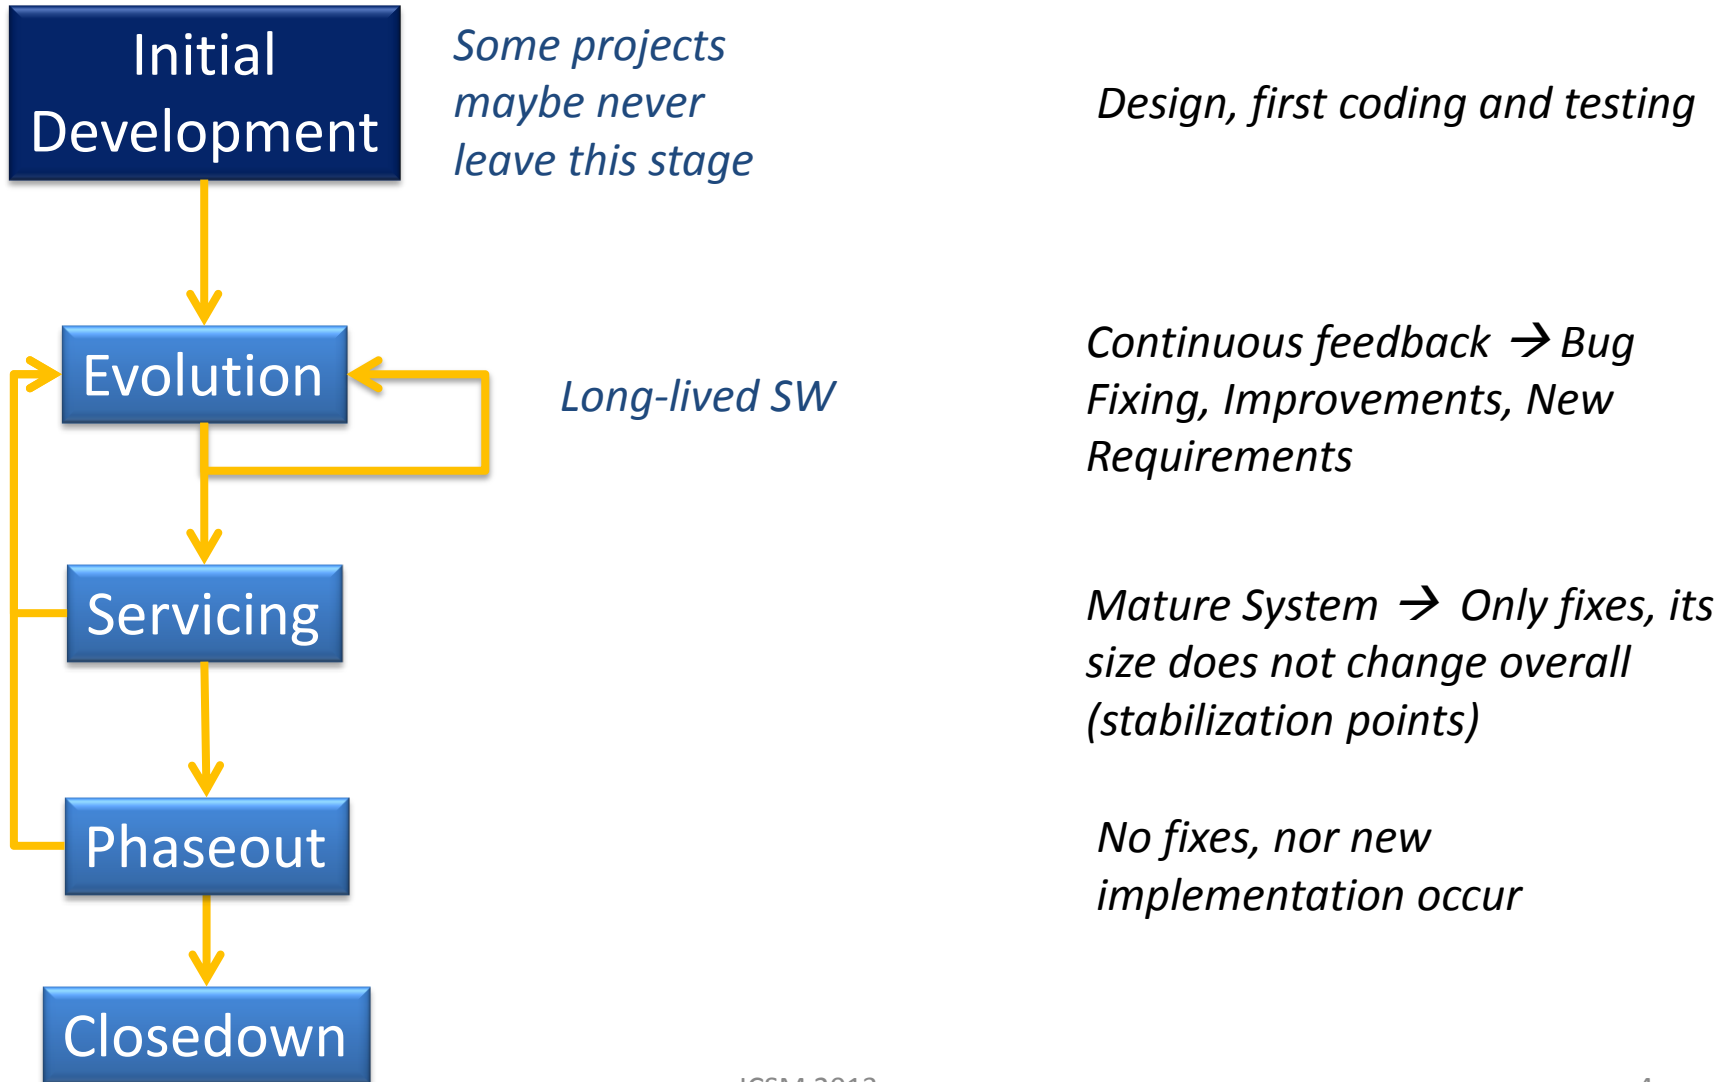 Initial
Development
Some projects
maybe never
leave this stage
Design, first coding and testing
Evolution
Long-lived SW
Continuous feedback → Bug
Fixing, Improvements, New
Requirements
Servicing
Mature System → Only fixes, its
size does not change overall
(stabilization points)
Phaseout
No fixes, nor new
implementation occur
Closedown